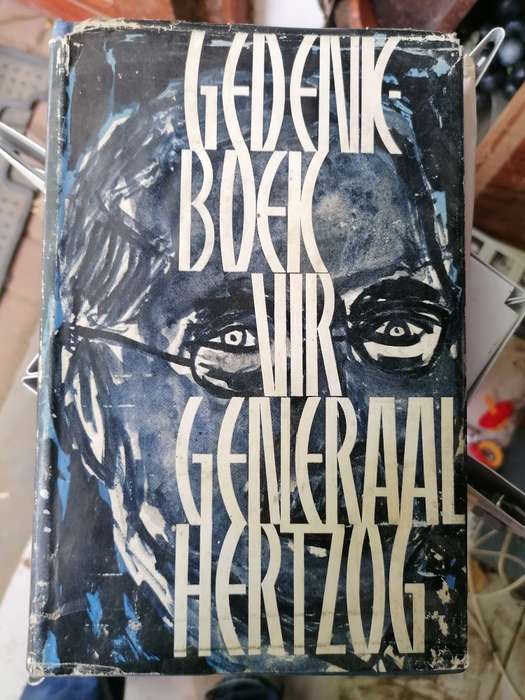 GEDENK-
BOEK
VIR
GENERAAL
HERTZOG